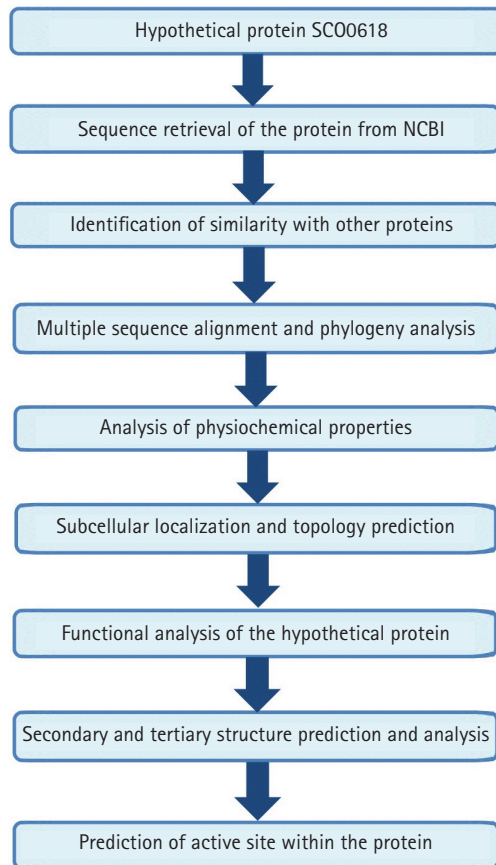 Hypothetical protein SCO0618
Sequence retrieval of the protein from NCBI
Identification of similarity with other proteins
Multiple sequence alignment and phylogeny analysis
Analysis of physiochemical properties
Subcellular localization and topology prediction
Functional analysis of the hypothetical protein
Secondary and tertiary structure prediction and analysis
Prediction of active site within the protein